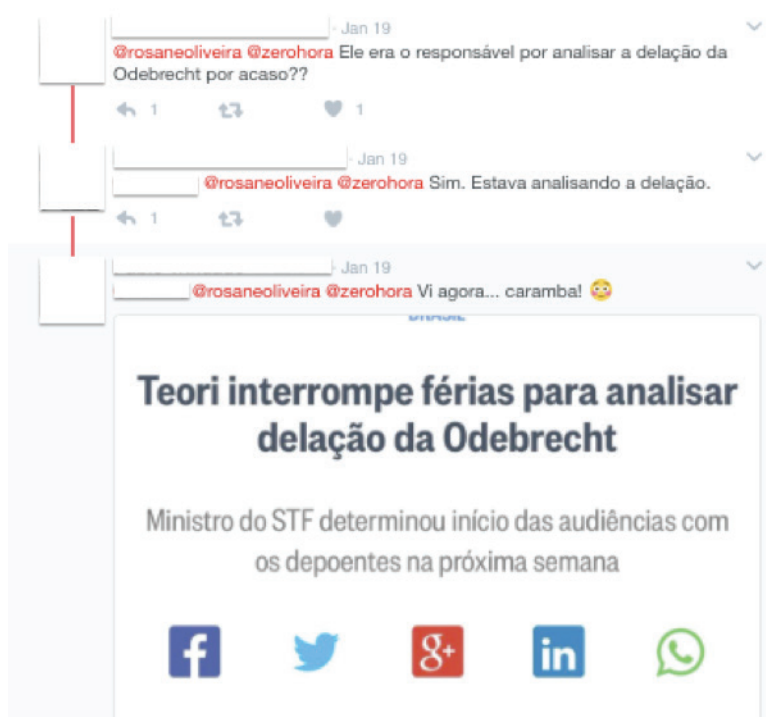 · Jan 19
@rosaneoliveira @zerohora Ele era o responsável por analisar a delação da
Odebrecht por acaso??
1 1
· Jan 19
@rosaneoliveira @zerohora Sim. Estava analisando a delação.
1
· Jan 19
@rosaneoliveira @zerohora Vi agora... caramba! 😳
BRASIL
Teori interrompe férias para analisar
delação da Odebrecht
Ministro do STF determinou início das audiências com
os depoentes na próxima semana